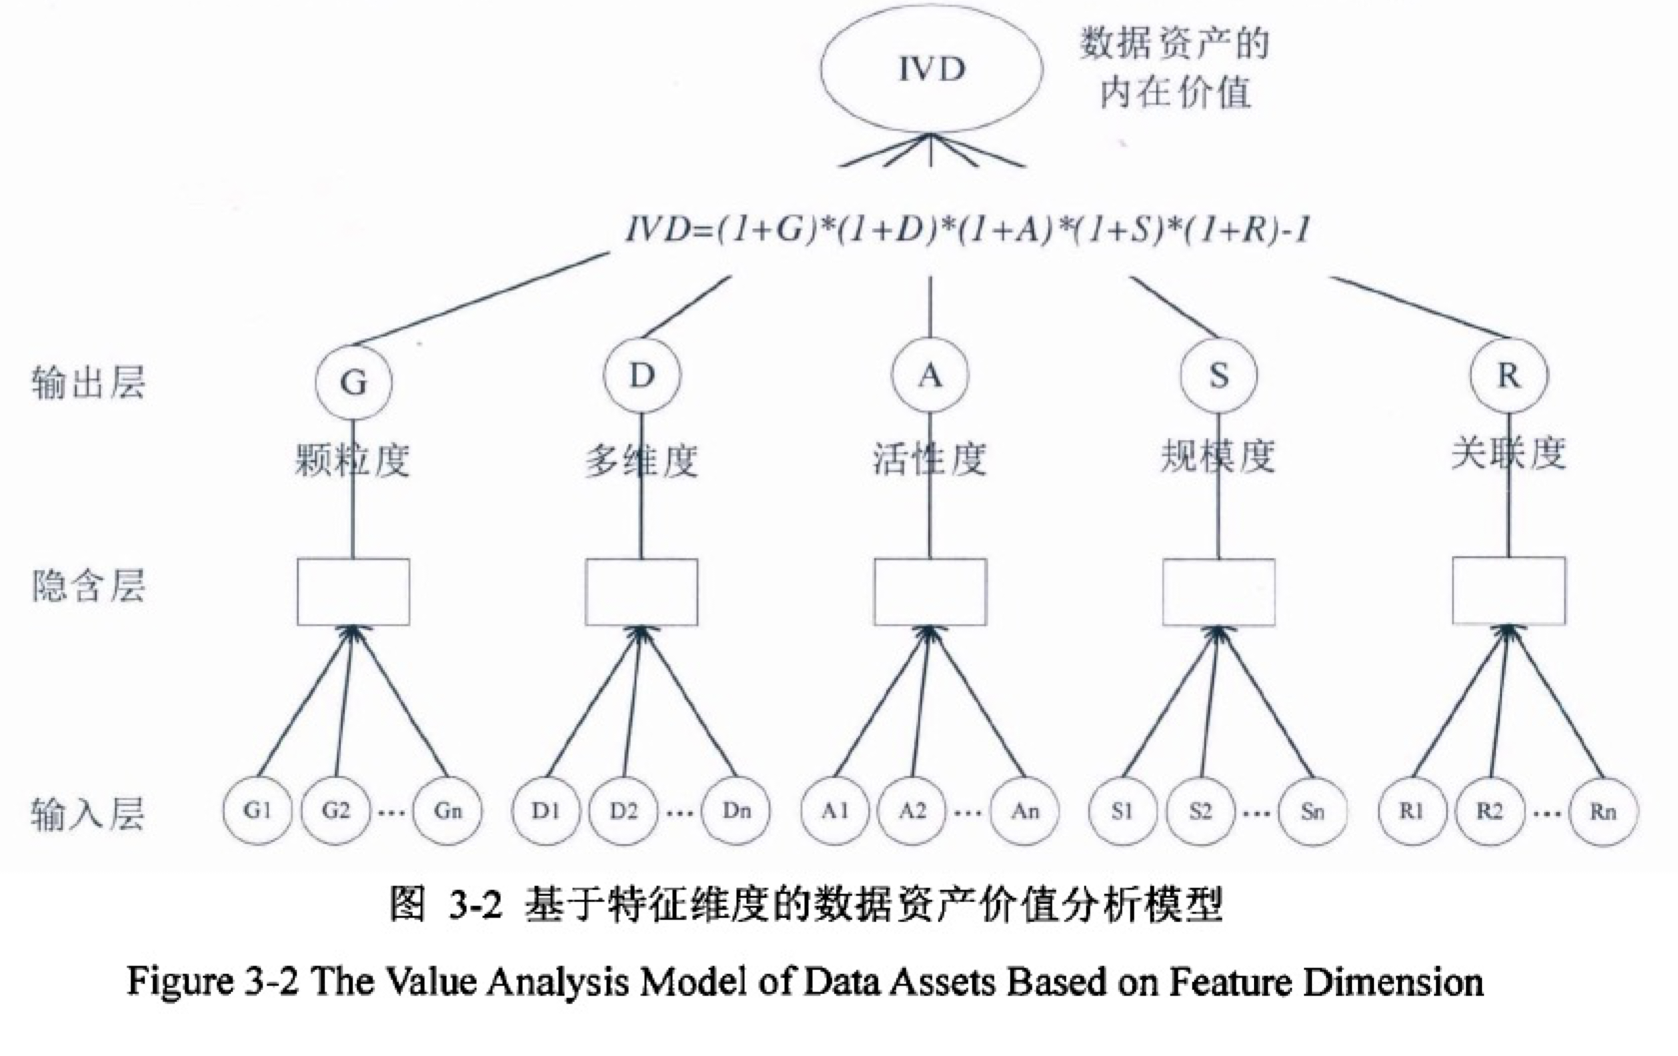 IVD
数据资产的
内在价值
IVD=(1+G)*(1+D)*(1+A)*(1+S)*(1+R)-1
输出层 G D A S R
颗粒度 多维度 活性度 规模度 关联度
隐含层
输入层 G1 G2 ... Gn D1 D2 ... Dn A1 A2 ... An S1 S2 ... Sn R1 R2 ... Rn
图 3-2 基于特征维度的数据资产价值分析模型
Figure 3-2 The Value Analysis Model of Data Assets Based on Feature Dimension